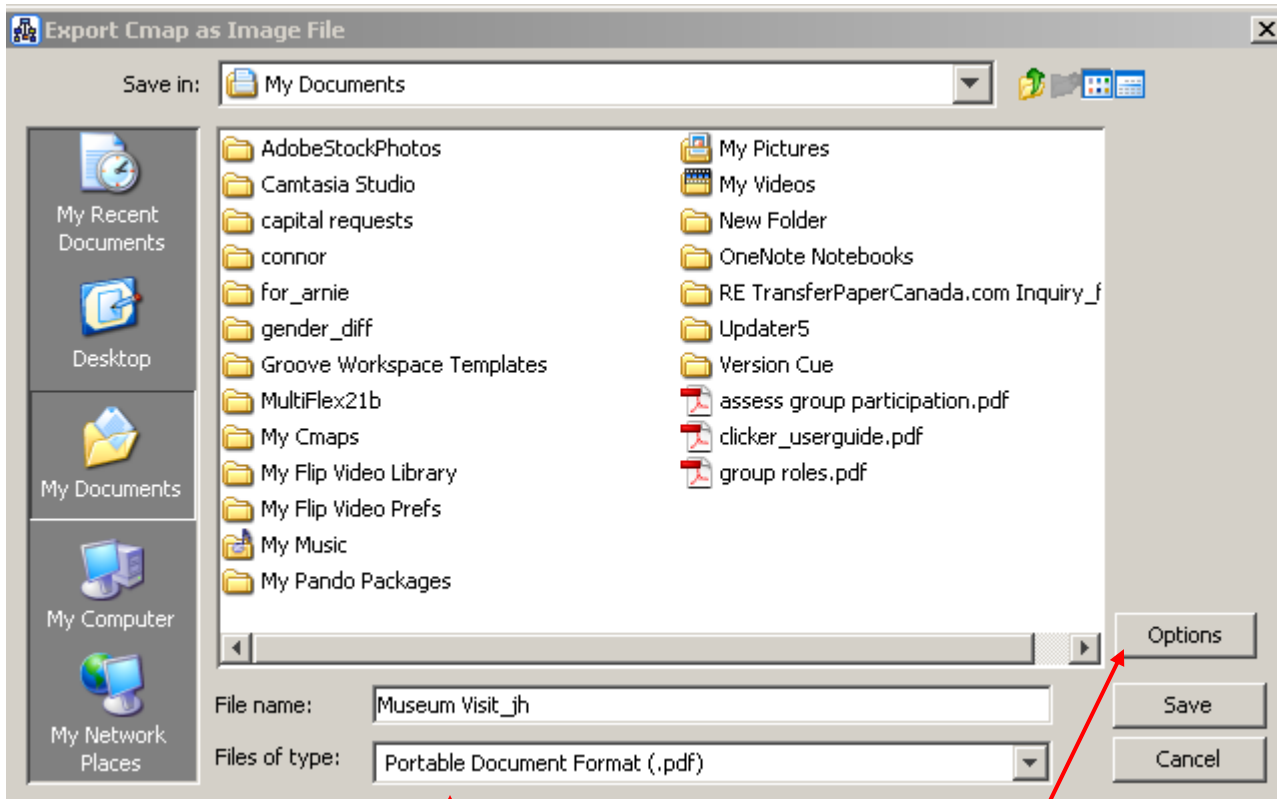 Export Cmap as Image File
Save in: My Documents
My Recent
Documents
Desktop
My Documents
My Computer
My Network
Places
AdobeStockPhotos
Camtasia Studio
capital requests
connor
for_arnie
gender_diff
Groove Workspace Templates
MultiFlex21b
My Cmaps
My Flip Video Library
My Flip Video Prefs
My Music
My Pando Packages
My Pictures
My Videos
New Folder
OneNote Notebooks
RE TransferPaperCanada.com Inquiry_f
Updater5
Version Cue
assess group participation.pdf
clicker_userguide.pdf
group roles.pdf
Options
File name: Museum Visit_jh
Save
Files of type: Portable Document Format (.pdf)
Cancel